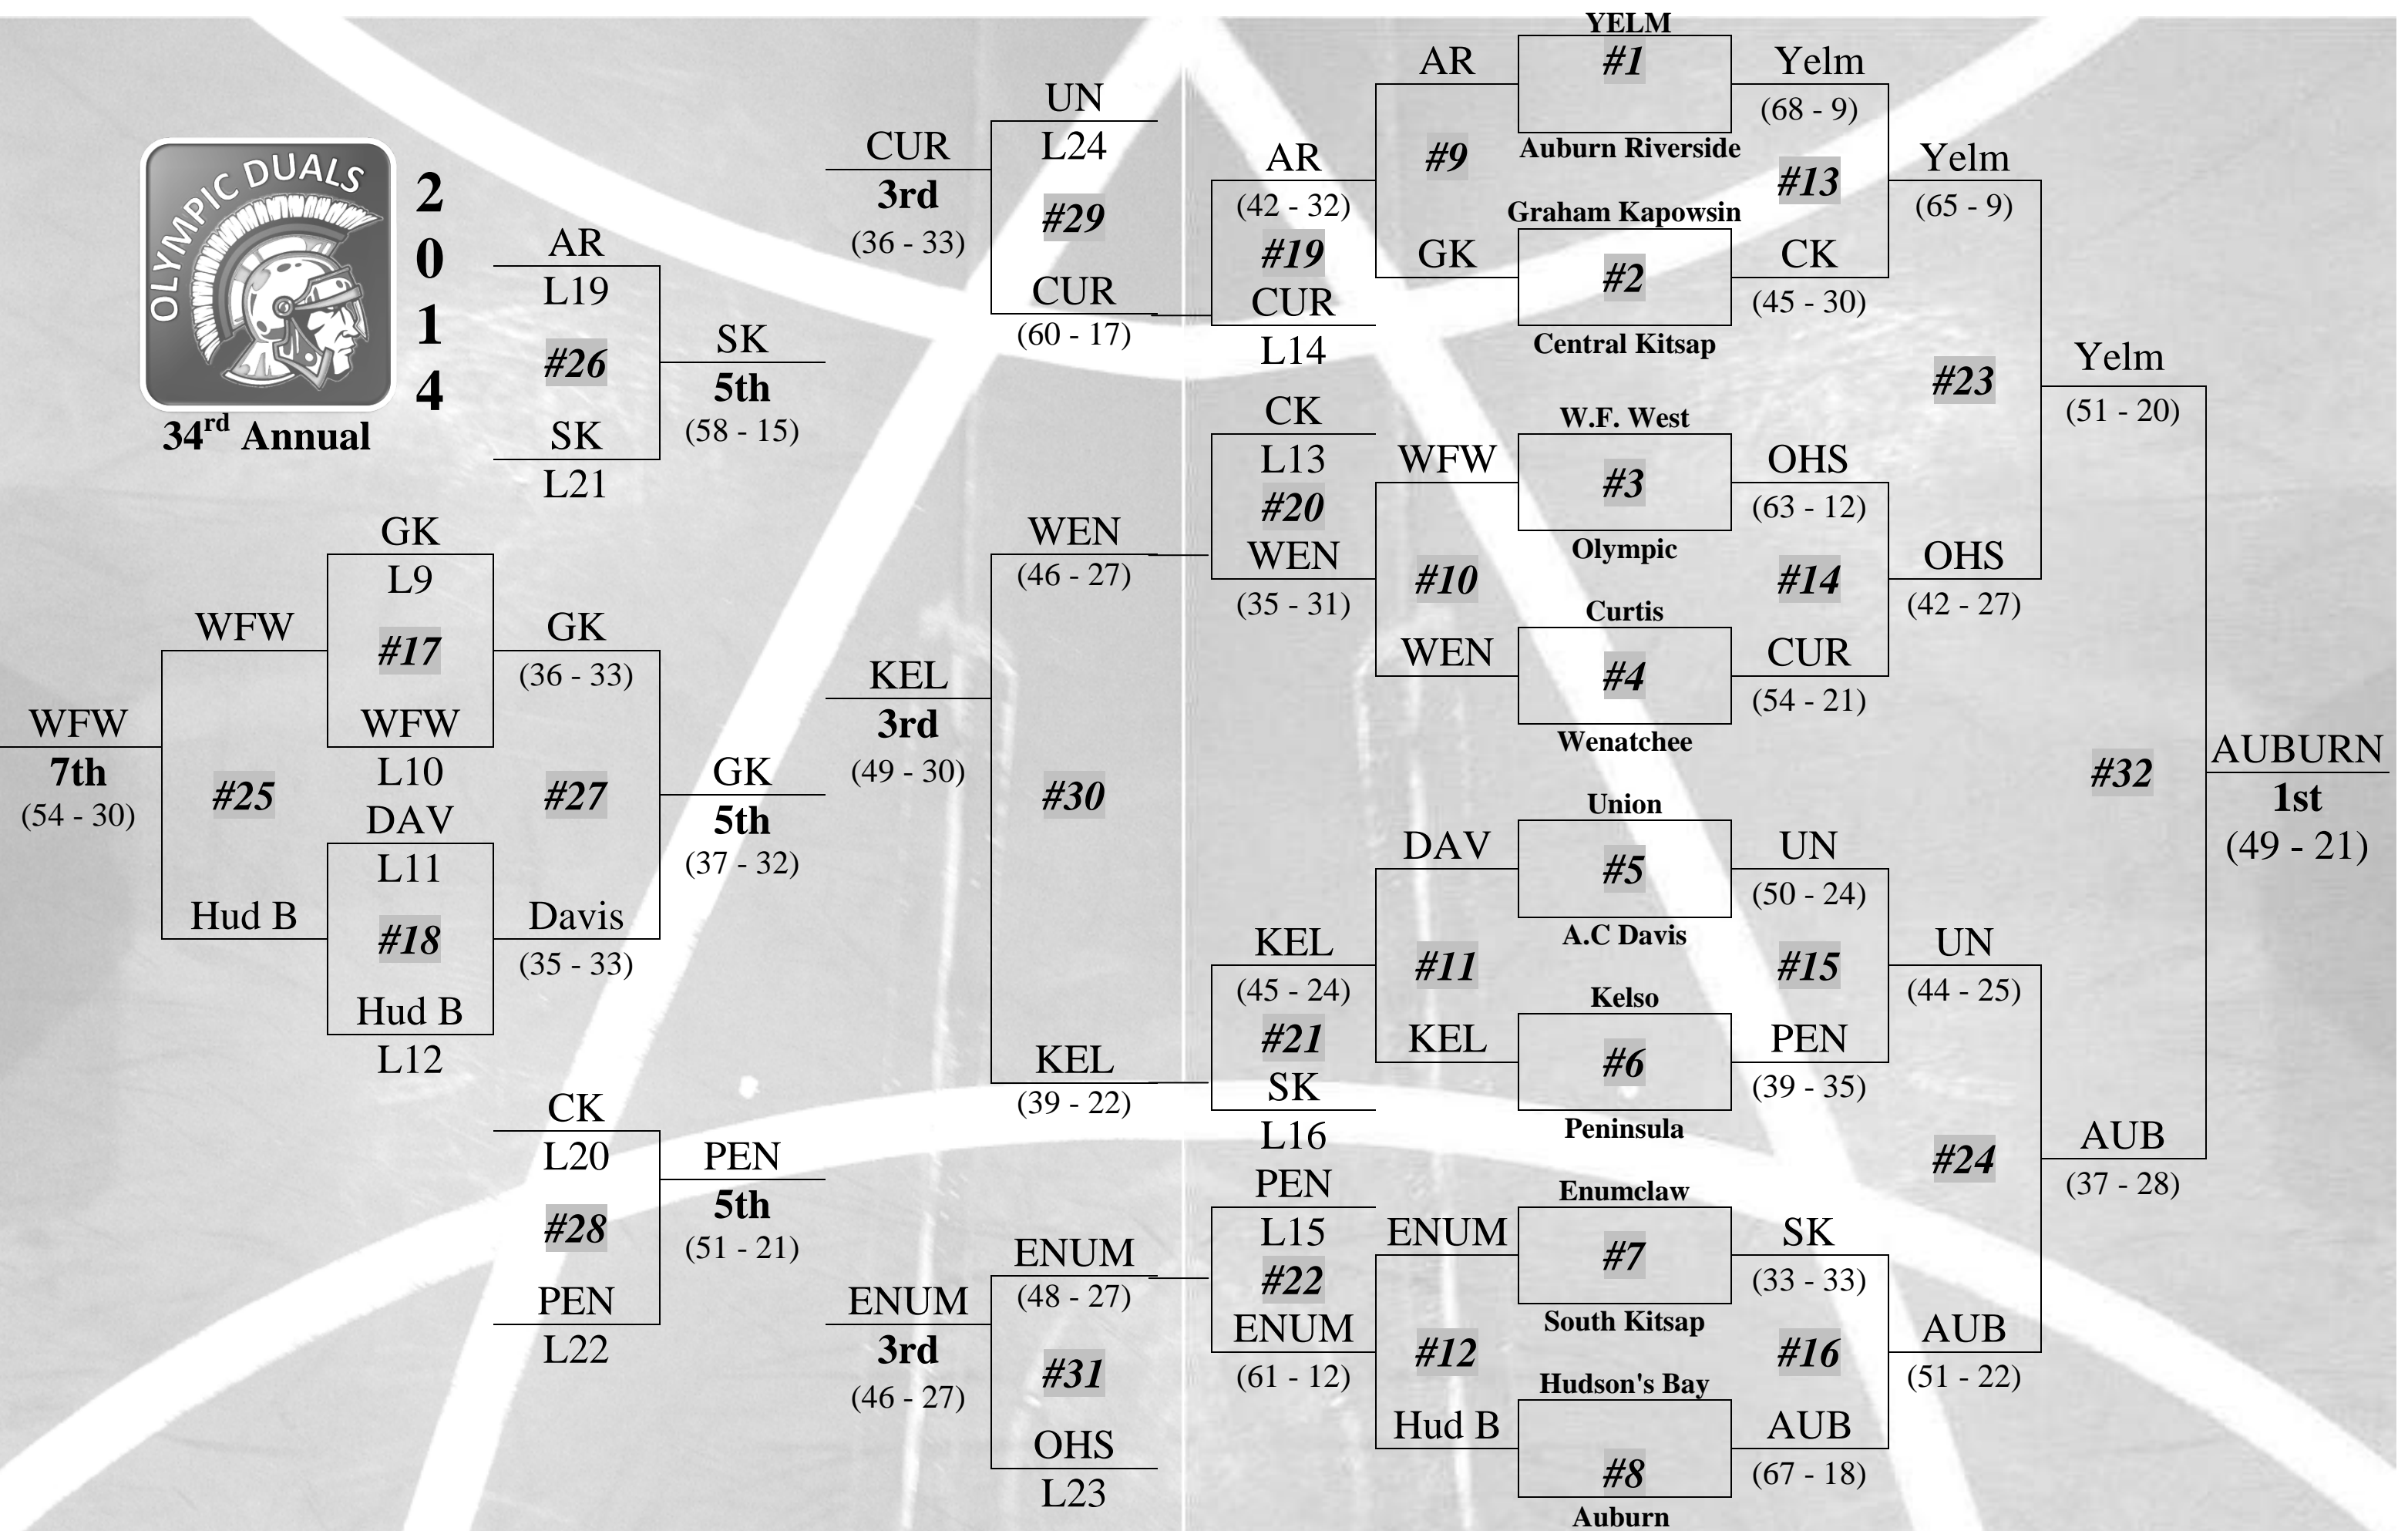 OLYMPIC DUALS
2
0
1
4
34rd Annual
AR
L19
#26
SK
L21
SK
5th
(58 - 15)
GK
L9
#17
WFW
L10
DAV
L11
#18
Hud B
L12
WFW
#25
Hud B
WFW
7th
(54 - 30)
GK
(36 - 33)
#27
Davis
(35 - 33)
GK
5th
(37 - 32)
CK
L20
#28
PEN
L22
PEN
5th
(51 - 21)
CUR
3rd
(36 - 33)
UN
L24
#29
CUR
(60 - 17)
KEL
3rd
(49 - 30)
WEN
(46 - 27)
#30
KEL
(39 - 22)
ENUM
3rd
(46 - 27)
ENUM
(48 - 27)
#31
OHS
L23
AR
(42 - 32)
#19
CUR
L14
CK
L13
#20
WEN
(35 - 31)
KEL
(45 - 24)
#21
SK
L16
PEN
L15
#22
ENUM
(61 - 12)
AR
#9
GK
WFW
#10
WEN
DAV
#11
KEL
ENUM
#12
Hud B
YELM
#1
Auburn Riverside
Graham Kapowsin
#2
Central Kitsap
W.F. West
#3
Olympic
Curtis
#4
Wenatchee
Union
#5
A.C Davis
Kelso
#6
Peninsula
Enumclaw
#7
South Kitsap
Hudson's Bay
#8
Auburn
Yelm
(68 - 9)
#13
CK
(45 - 30)
OHS
(63 - 12)
#14
CUR
(54 - 21)
UN
(50 - 24)
#15
PEN
(39 - 35)
SK
(33 - 33)
#16
AUB
(67 - 18)
Yelm
(65 - 9)
#23
OHS
(42 - 27)
UN
(44 - 25)
#24
AUB
(51 - 22)
Yelm
(51 - 20)
#32
AUB
(37 - 28)
AUBURN
1st
(49 - 21)